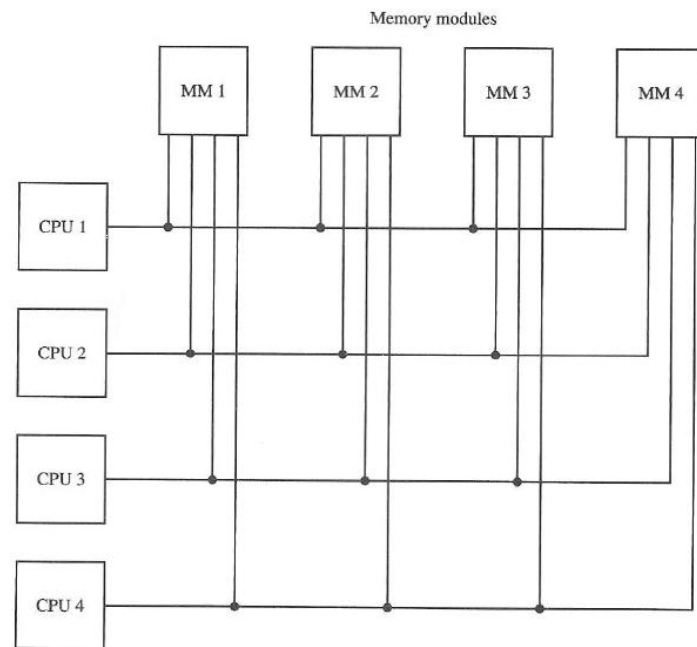 Memory modules
MM 1
MM 2
MM 3
MM 4
CPU 1
CPU 2
CPU 3
CPU 4